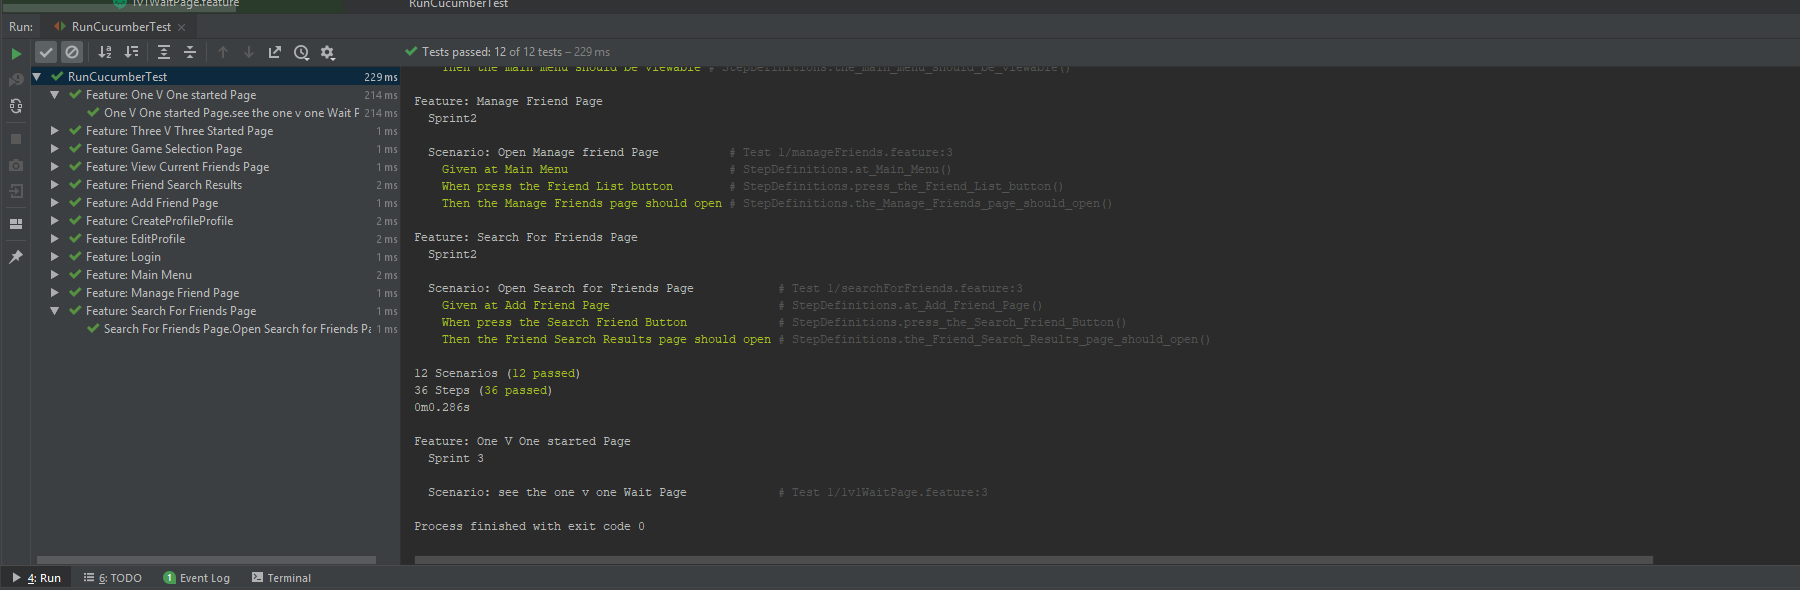 1v1WaitPage.feature
RunCucumberTest
Run:
RunCucumberTest
Tests passed: 12 of 12 tests – 229 ms
RunCucumberTest 229 ms
Feature: One V One started Page 214 ms
One V One started Page.see the one v one Wait F 214 ms
Feature: Three V Three Started Page 1 ms
Feature: Game Selection Page 1 ms
Feature: View Current Friends Page 1 ms
Feature: Friend Search Results 2 ms
Feature: Add Friend Page 1 ms
Feature: CreateProfileProfile 2 ms
Feature: EditProfile 2 ms
Feature: Login 1 ms
Feature: Main Menu 2 ms
Feature: Manage Friend Page 1 ms
Feature: Search For Friends Page 1 ms
Search For Friends Page.Open Search for Friends Pa 1 ms
Then the main menu should be viewable # StepDefinitions.the_main_menu_should_be_viewable()
Feature: Manage Friend Page
Sprint2
Scenario: Open Manage friend Page # Test 1/manageFriends.feature:3
Given at Main Menu # StepDefinitions.at_Main_Menu()
When press the Friend List button # StepDefinitions.press_the_Friend_List_button()
Then the Manage Friends page should open # StepDefinitions.the_Manage_Friends_page_should_open()
Feature: Search For Friends Page
Sprint2
Scenario: Open Search for Friends Page # Test 1/searchForFriends.feature:3
Given at Add Friend Page # StepDefinitions.at_Add_Friend_Page()
When press the Search Friend Button # StepDefinitions.press_the_Search_Friend_Button()
Then the Friend Search Results page should open # StepDefinitions.the_Friend_Search_Results_page_should_open()
12 Scenarios (12 passed)
36 Steps (36 passed)
0m0.286s
Feature: One V One started Page
Sprint 3
Scenario: see the one v one Wait Page # Test 1/1v1WaitPage.feature:3
Process finished with exit code 0
4: Run
6: TODO
1 Event Log
Terminal